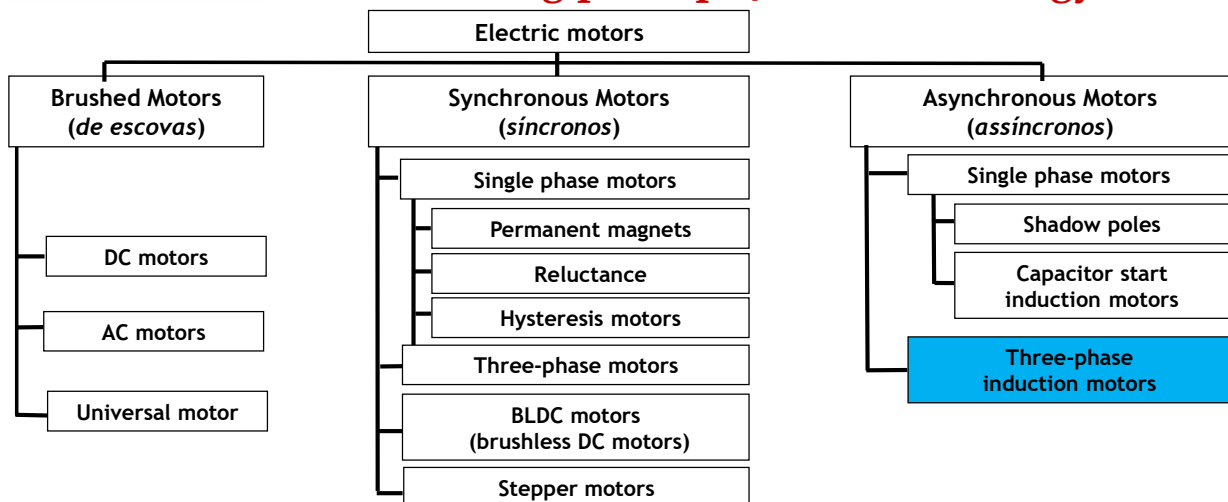 Electric motors
Brushed Motors
(de escovas)
DC motors
AC motors
Universal motor
Synchronous Motors
(síncronos)
Single phase motors
Permanent magnets
Reluctance
Hysteresis motors
Three-phase motors
BLDC motors
(brushless DC motors)
Stepper motors
Asynchronous Motors
(assíncronos)
Single phase motors
Shadow poles
Capacitor start
induction motors
Three-phase
induction motors